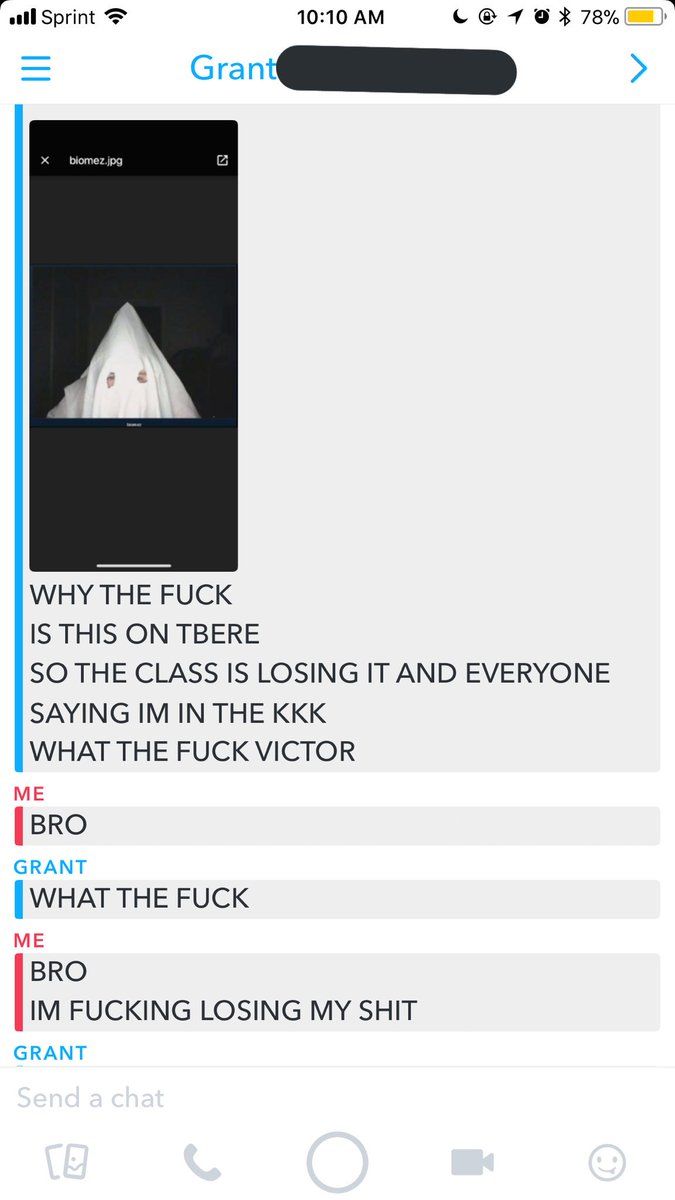 Sprint 10:10 AM 78%
Grant
biomez.jpg
WHY THE FUCK
IS THIS ON TBERE
SO THE CLASS IS LOSING IT AND EVERYONE
SAYING IM IN THE KKK
WHAT THE FUCK VICTOR
ME
BRO
GRANT
WHAT THE FUCK
ME
BRO
IM FUCKING LOSING MY SHIT
GRANT
Send a chat